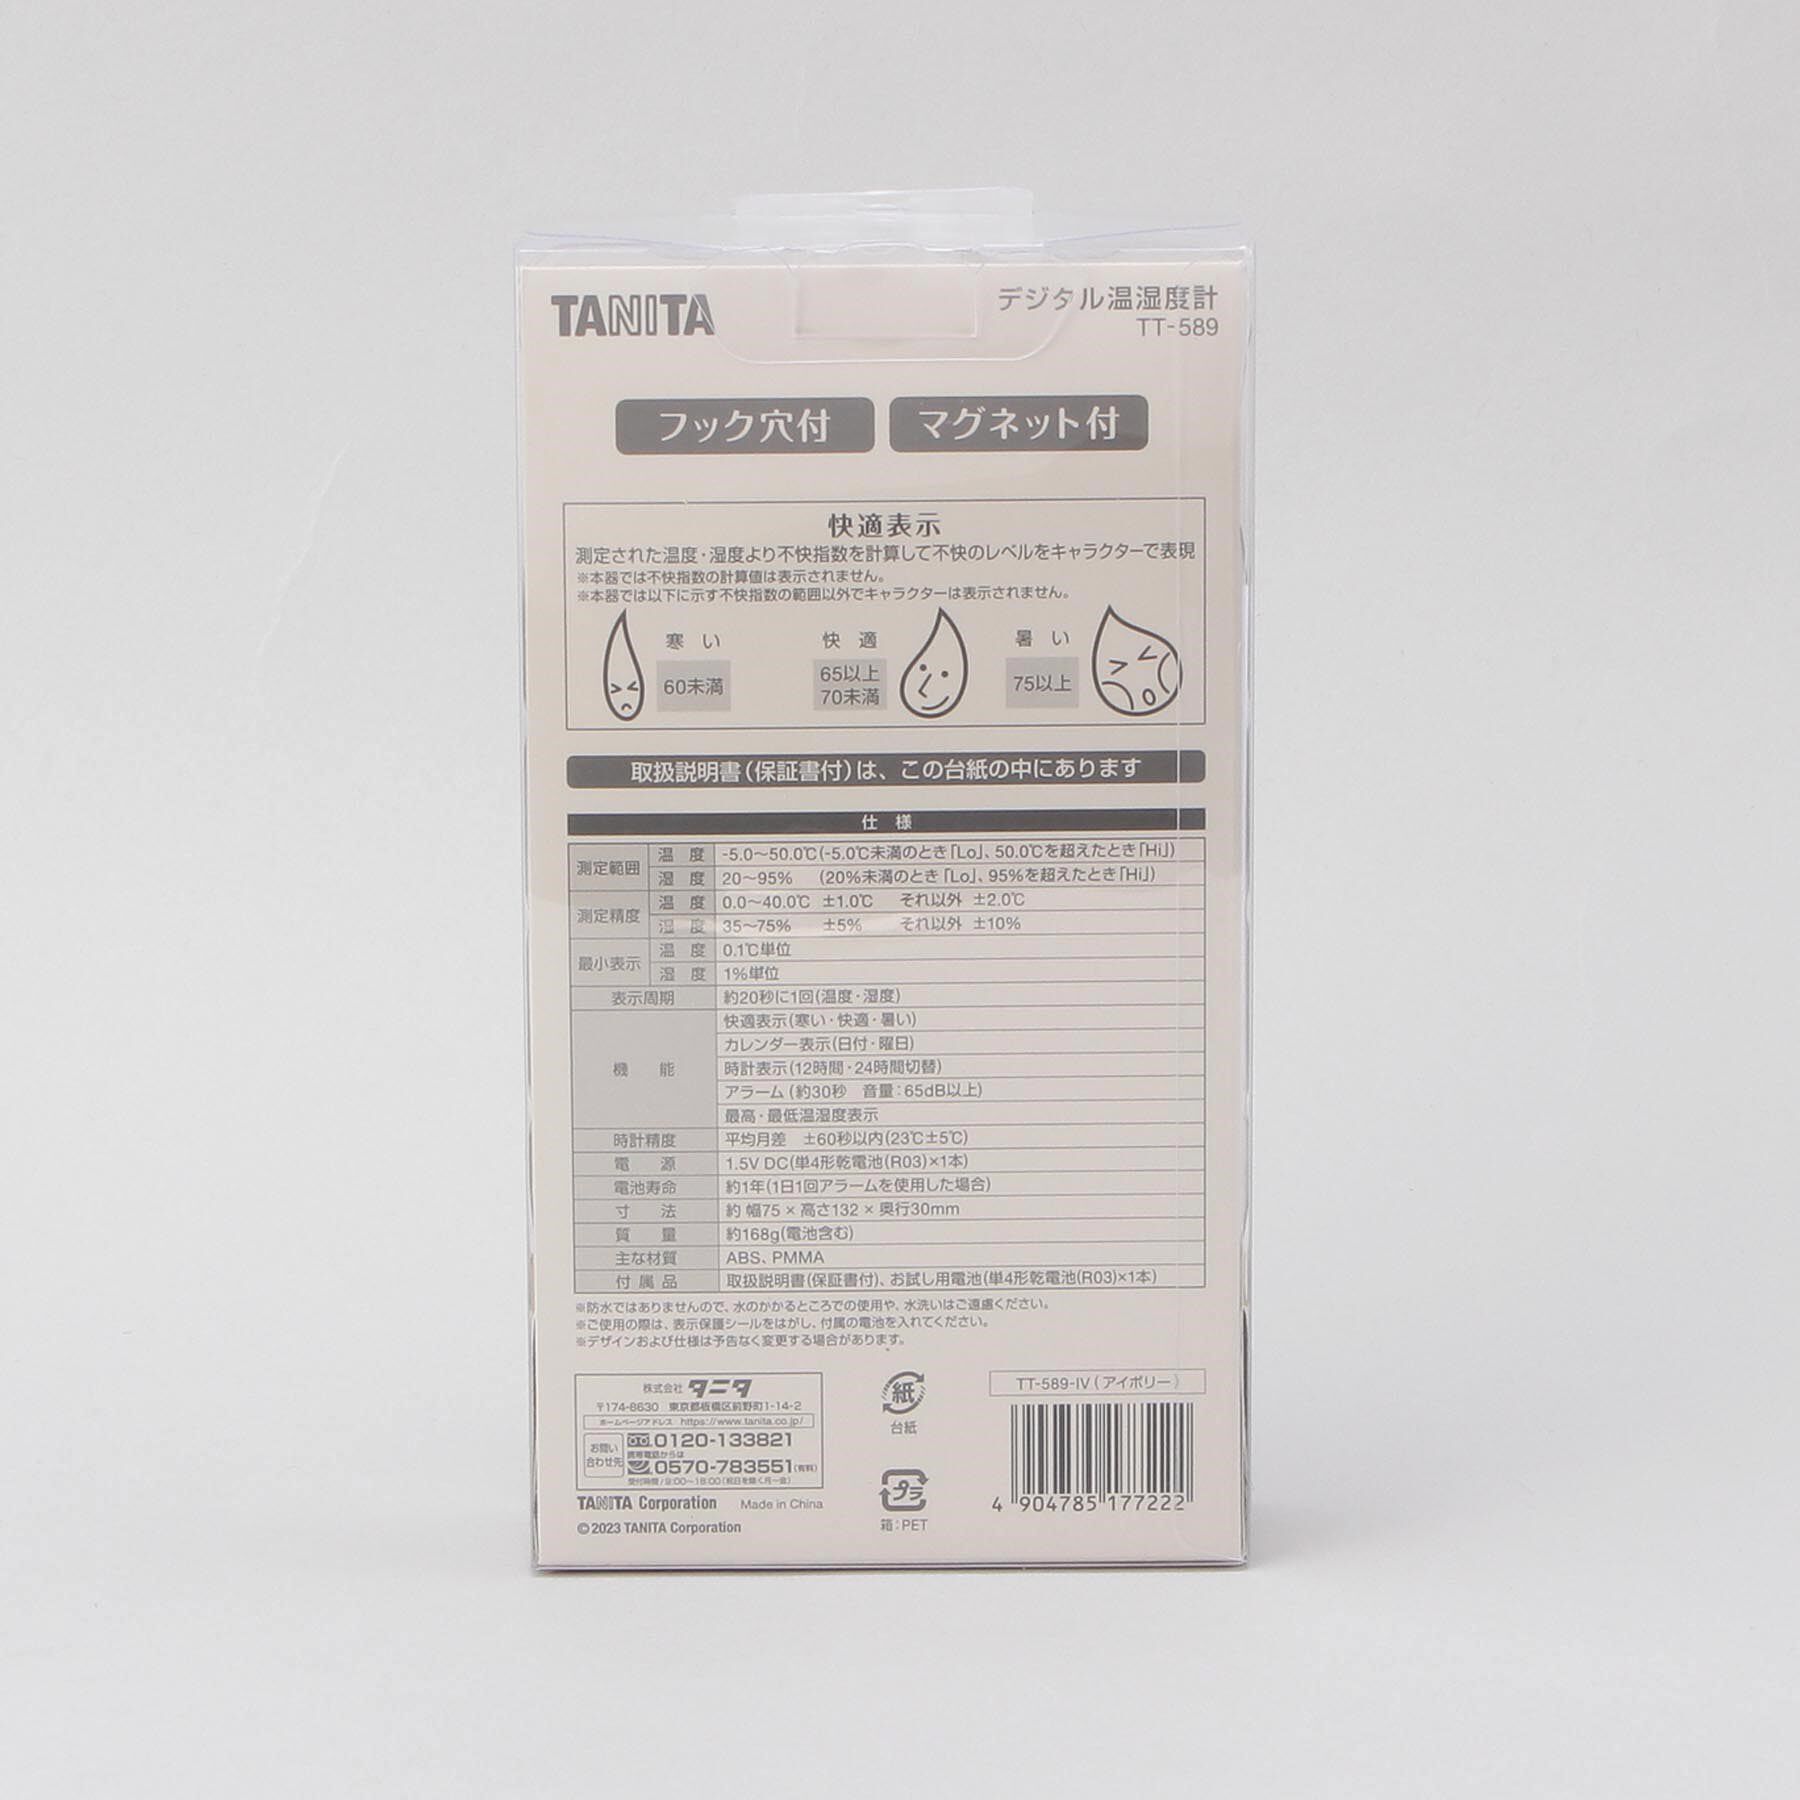 TANITA
デジタル温湿度計
TT-589
フック穴付
マグネット付
快適表示
測定された温度・湿度より不快指数を計算して不快のレベルをキャラクターで表現
※本器では不快指数の計算値は表示されません。
※本器では以下に示す不快指数の範囲以外でキャラクターは表示されません。
寒い
60未満
快適
65以上
70未満
暑い
75以上
取扱説明書(保証書付)は、この台紙の中にあります
仕様
測定範囲 温度 -5.0〜50.0℃(-5.0℃未満のとき「Lo」、50.0℃を超えたとき「Hi」)
湿度 20〜95% (20%未満のとき「Lo」、95%を超えたとき「Hi」)
測定精度 温度 0.0〜40.0℃ ±1.0℃ それ以外 ±2.0℃
湿度 35〜75% ±5% それ以外 ±10%
最小表示 温度 0.1℃単位
湿度 1%単位
表示周期 約20秒に1回(温度・湿度)
機能 快適表示(寒い・快適・暑い)
カレンダー表示(日付・曜日)
時計表示(12時間・24時間切替)
アラーム(約30秒 音量:65dB以上)
最高・最低温湿度表示
時計精度 平均月差 ±60秒以内(23℃±5℃)
電源 1.5V DC(単4形乾電池(R03)×1本)
電池寿命 約1年(1日1回アラームを使用した場合)
寸法 約 幅75 × 高さ132 × 奥行30mm
質量 約168g(電池含む)
主な材質 ABS、PMMA
付属品 取扱説明書(保証書付)、お試し用電池(単4形乾電池(R03)×1本)
※防水ではありませんので、水のかかるところでの使用や、水洗いはご遠慮ください。
※ご使用の際は、表示保護シールをはがし、付属の電池を入れてください。
※デザインおよび仕様は予告なく変更する場合があります。
株式会社 タニタ
〒174-8630 東京都板橋区前野町1-14-2
ホームページアドレス https://www.tanita.co.jp/
お問い合わせ先
0120-133821
携帯電話からは
0570-783551(有料)
受付時間/9:00〜18:00(祝日を除く月〜金)
TANITA Corporation Made in China
©2023 TANITA Corporation
紙
台紙
プラ
箱:PET
TT-589-IV(アイボリー)
4 904785 177222